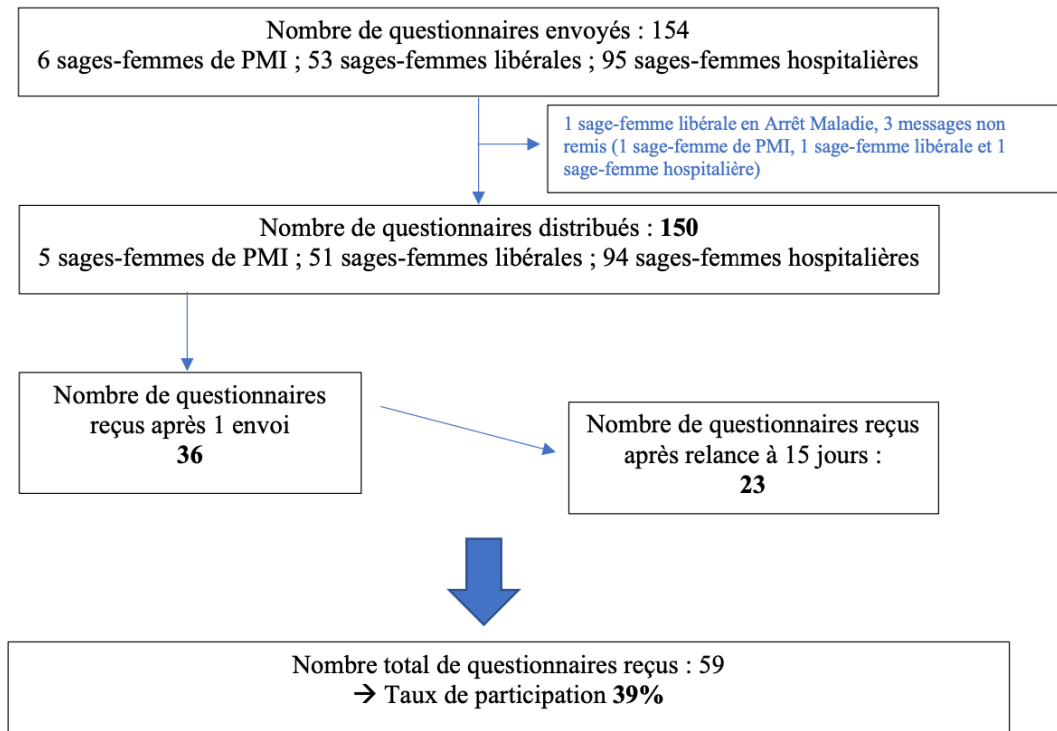 Nombre de questionnaires envoyés : 154
6 sages-femmes de PMI ; 53 sages-femmes libérales ; 95 sages-femmes hospitalières
1 sage-femme libérale en Arrêt Maladie, 3 messages non
remis (1 sage-femme de PMI, 1 sage-femme libérale et 1
sage-femme hospitalière)
Nombre de questionnaires distribués : 150
5 sages-femmes de PMI ; 51 sages-femmes libérales ; 94 sages-femmes hospitalières
Nombre de questionnaires
reçus après 1 envoi
36
Nombre de questionnaires reçus
après relance à 15 jours :
23
Nombre total de questionnaires reçus : 59
→ Taux de participation 39%